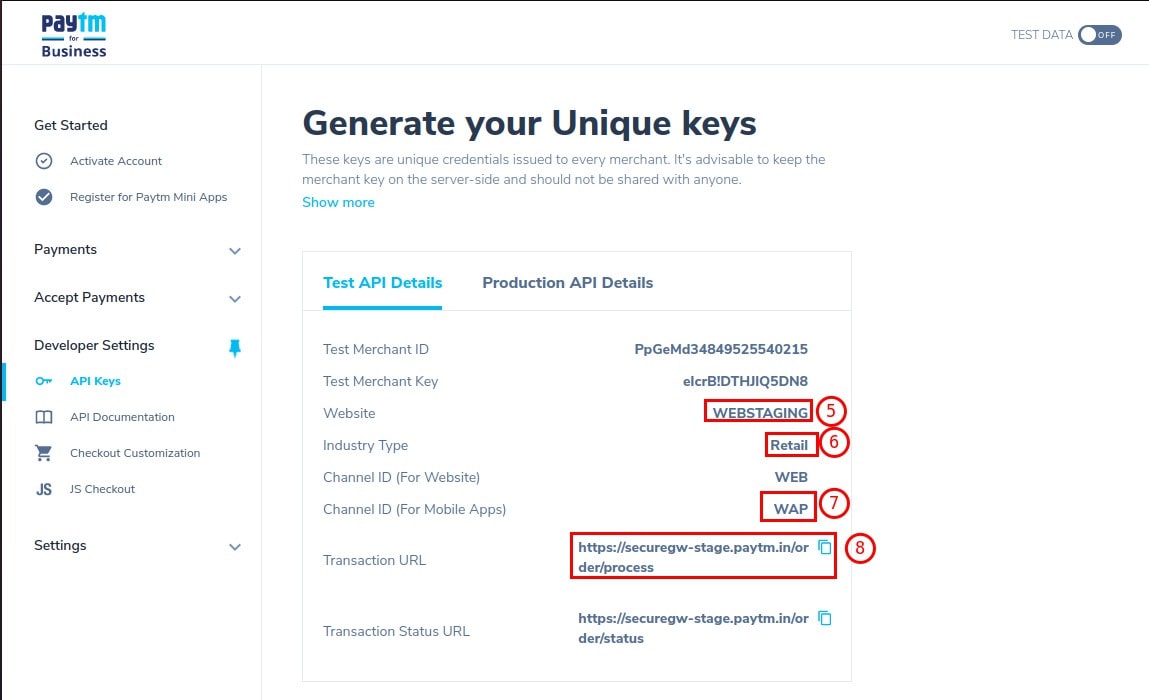 paytm
for
Business
TEST DATA OFF
Get Started
Activate Account
Register for Paytm Mini Apps
Payments
Accept Payments
Developer Settings
API Keys
API Documentation
Checkout Customization
JS JS Checkout
Settings
Generate your Unique keys
These keys are unique credentials issued to every merchant. It's advisable to keep the
merchant key on the server-side and should not be shared with anyone.
Show more
Test API Details Production API Details
Test Merchant ID PpGeMd34849525540215
Test Merchant Key eIcrB!DTHJIQ5DN8
Website WEBSTAGING 5
Industry Type Retail 6
Channel ID (For Website) WEB
Channel ID (For Mobile Apps) WAP 7
Transaction URL https://securegw-stage.paytm.in/or
der/process 8
Transaction Status URL https://securegw-stage.paytm.in/or
der/status